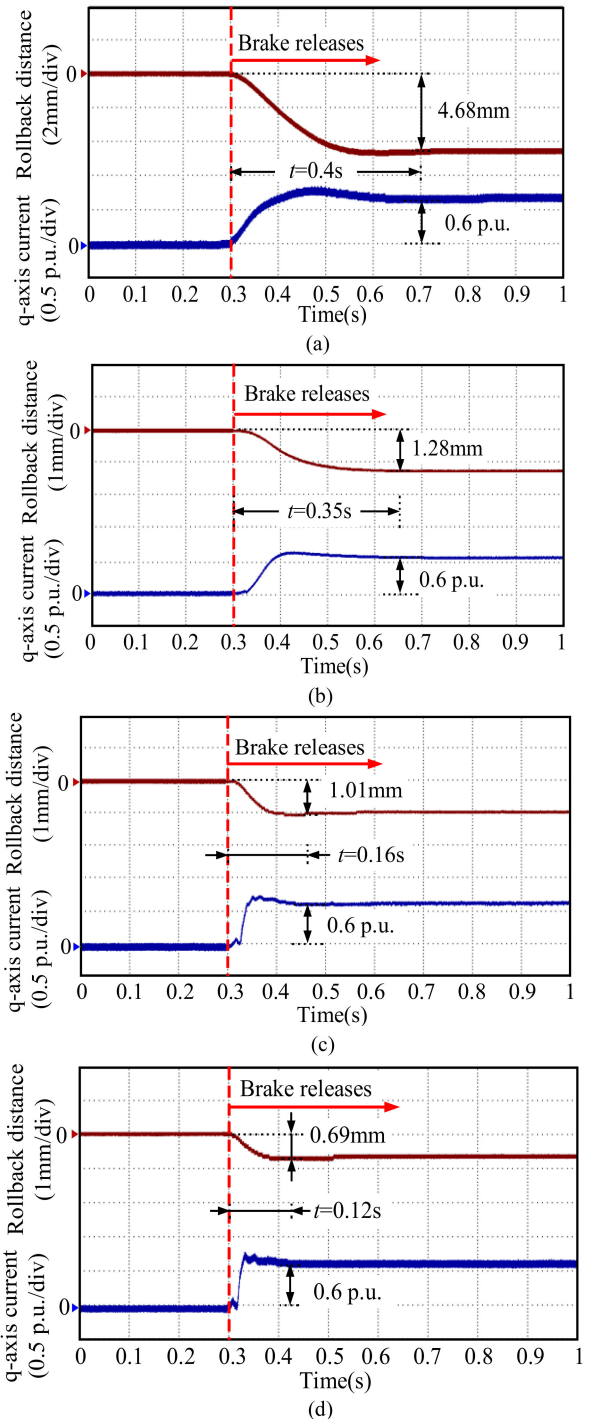 Rollback distance
(2mm/div)
0
Brake releases
4.68mm
t=0.4s
q-axis current
(0.5 p.u./div)
0
0.6 p.u.
0 0.1 0.2 0.3 0.4 0.5 0.6 0.7 0.8 0.9 1
Time(s)
(a)
Rollback distance
(1mm/div)
0
Brake releases
1.28mm
t=0.35s
q-axis current
(0.5 p.u./div)
0
0.6 p.u.
0 0.1 0.2 0.3 0.4 0.5 0.6 0.7 0.8 0.9 1
Time(s)
(b)
Rollback distance
(1mm/div)
0
Brake releases
1.01mm
t=0.16s
q-axis current
(0.5 p.u./div)
0
0.6 p.u.
0 0.1 0.2 0.3 0.4 0.5 0.6 0.7 0.8 0.9 1
Time(s)
(c)
Rollback distance
(1mm/div)
0
Brake releases
0.69mm
t=0.12s
q-axis current
(0.5 p.u./div)
0
0.6 p.u.
0 0.1 0.2 0.3 0.4 0.5 0.6 0.7 0.8 0.9 1
Time(s)
(d)